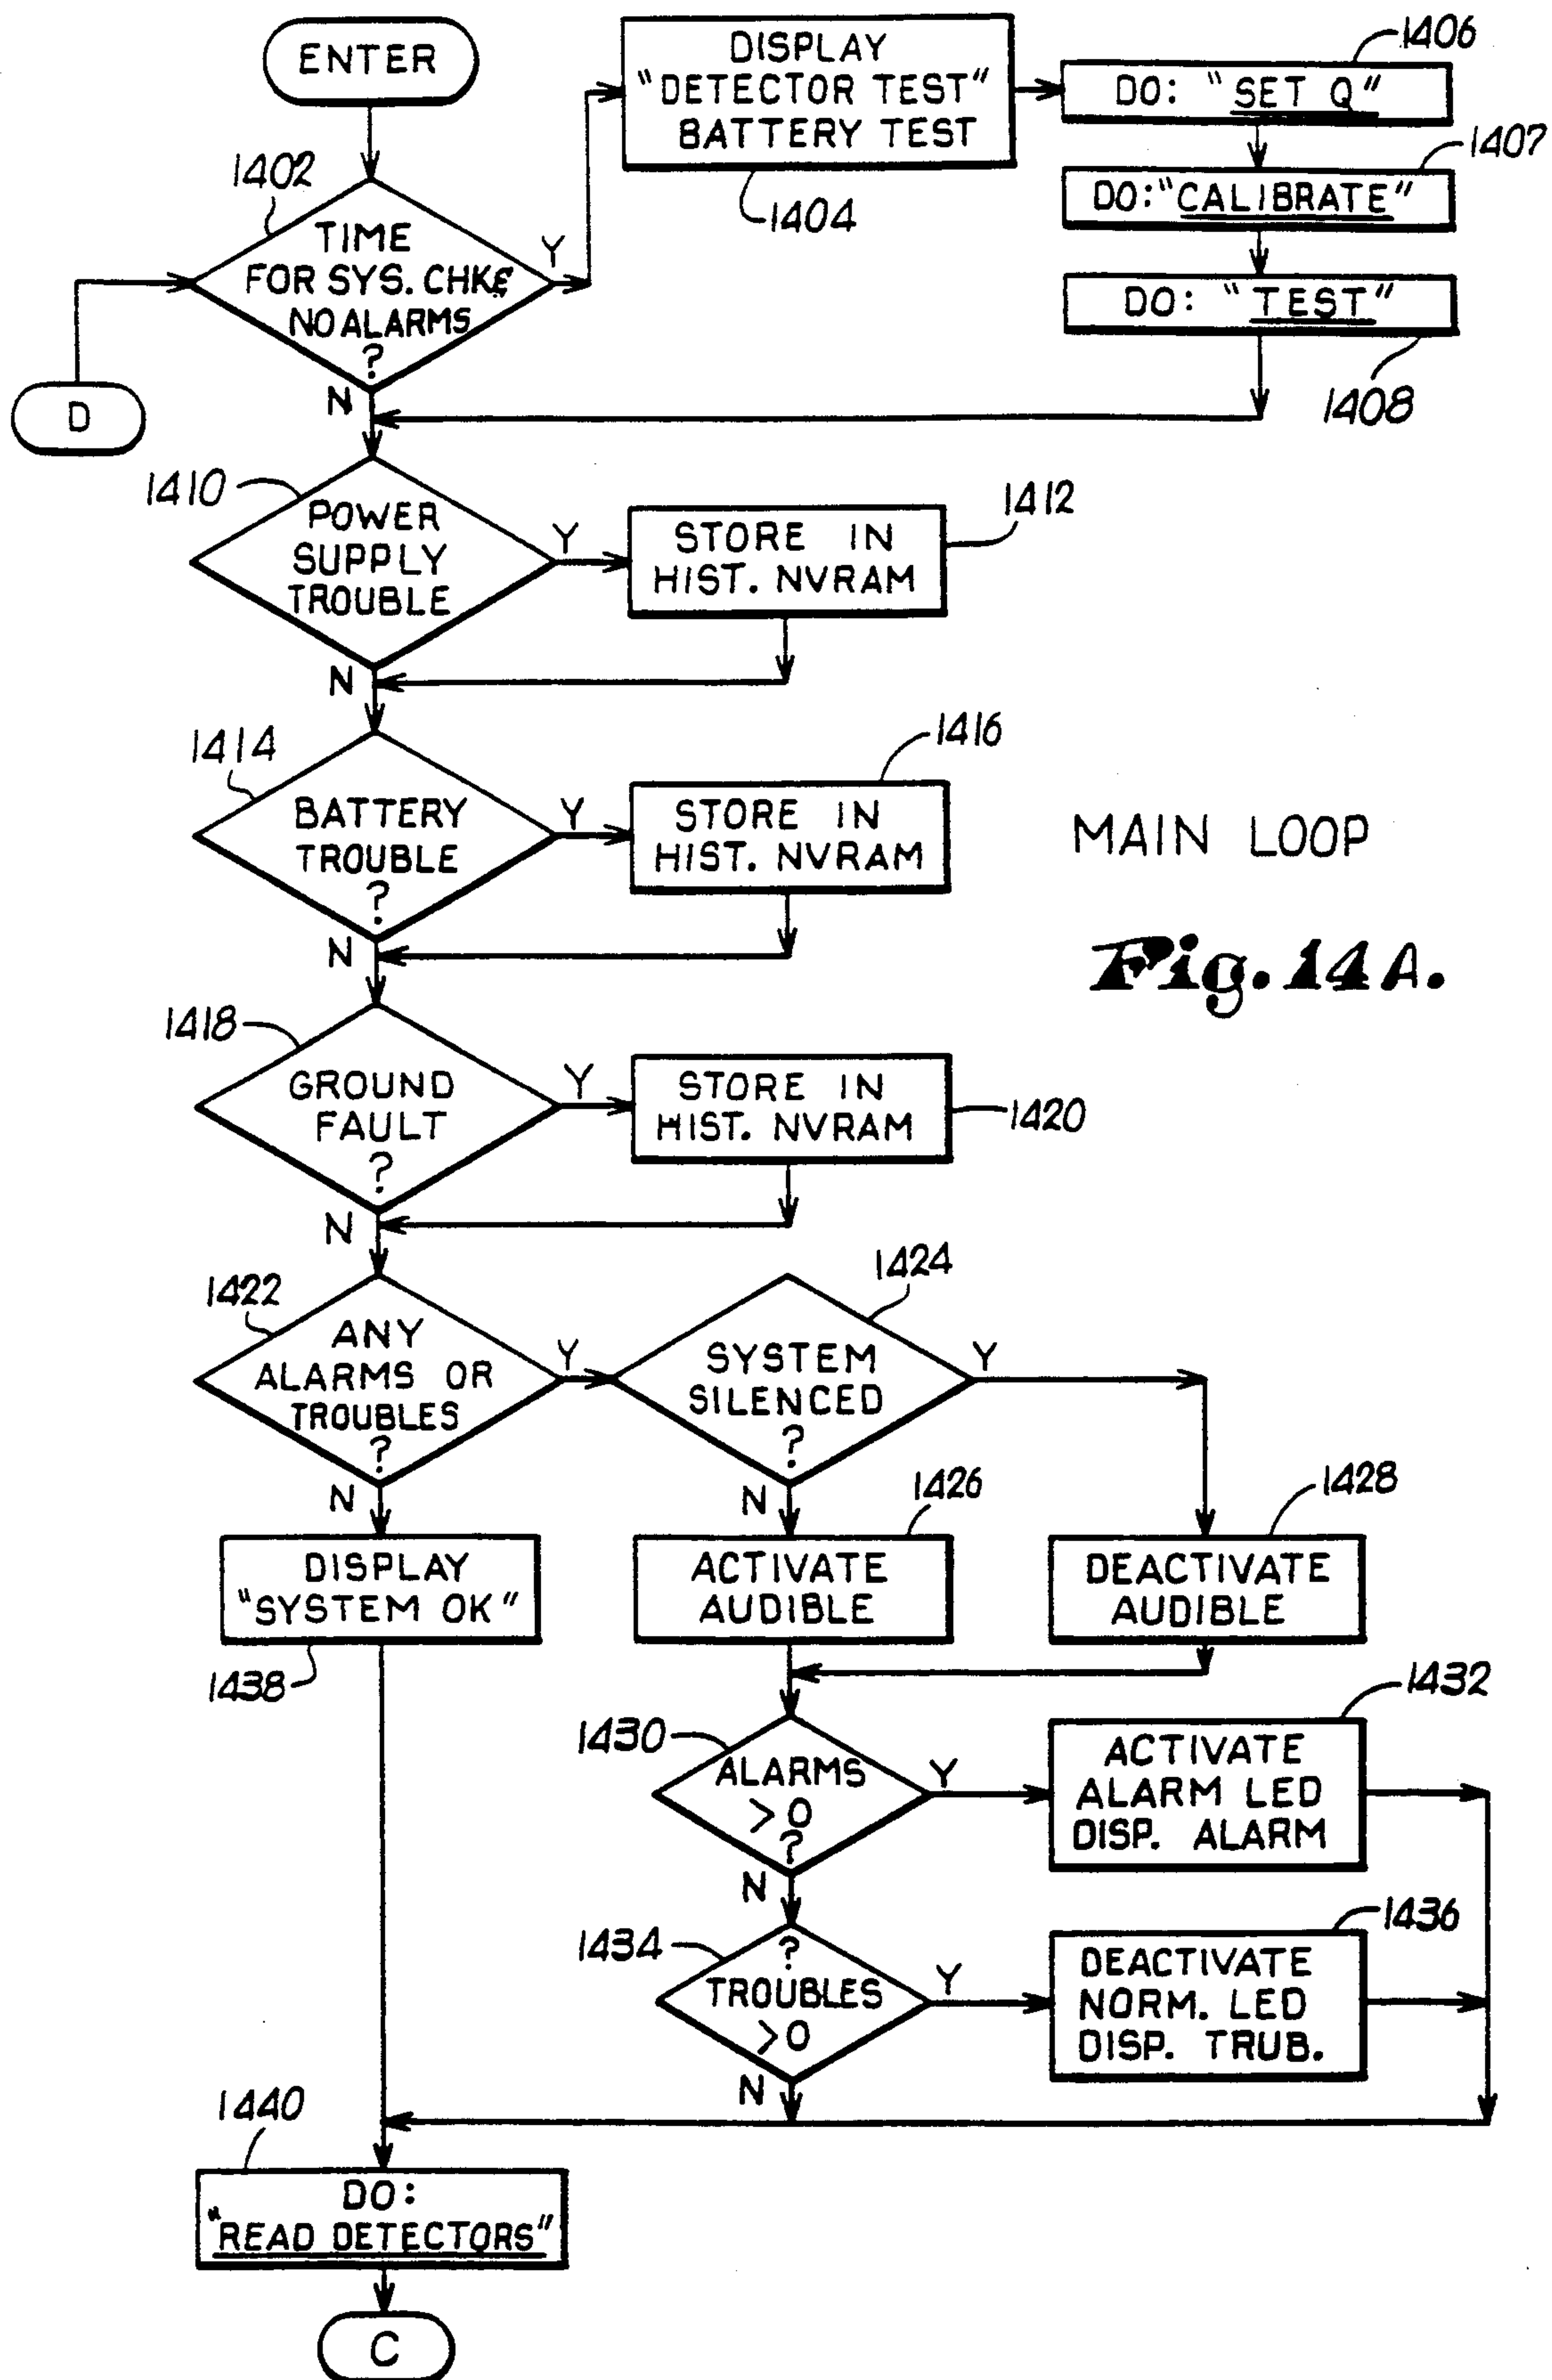 ENTER
DISPLAY
"DETECTOR TEST"
BATTERY TEST
1404
1406
DO: "SET Q"
1407
DO: "CALIBRATE"
DO: "TEST"
1408
1402
TIME
FOR SYS. CHK &
NO ALARMS
?
Y
N
D
1410
POWER
SUPPLY
TROUBLE
Y
N
1412
STORE IN
HIST. NVRAM
1414
BATTERY
TROUBLE
?
Y
N
1416
STORE IN
HIST. NVRAM
MAIN LOOP
Fig. 14A.
1418
GROUND
FAULT
?
Y
N
STORE IN
HIST. NVRAM
1420
1422
ANY
ALARMS OR
TROUBLES
?
Y
N
1424
SYSTEM
SILENCED
?
Y
N
DISPLAY
"SYSTEM OK"
1438
1426
ACTIVATE
AUDIBLE
1428
DEACTIVATE
AUDIBLE
1430
ALARMS
>0
?
Y
N
1432
ACTIVATE
ALARM LED
DISP. ALARM
1434
?
TROUBLES
>0
Y
N
1436
DEACTIVATE
NORM. LED
DISP. TRUB.
1440
DO:
"READ DETECTORS"
C